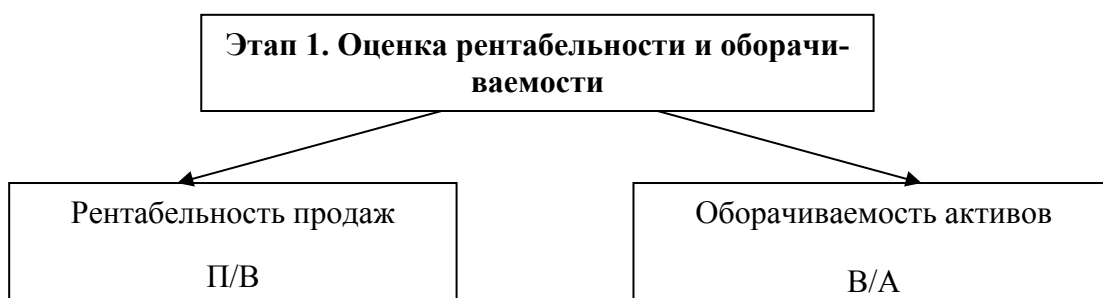 Этап 1. Оценка рентабельности и оборачи-
ваемости
Рентабельность продаж
П/В
Оборачиваемость активов
В/А